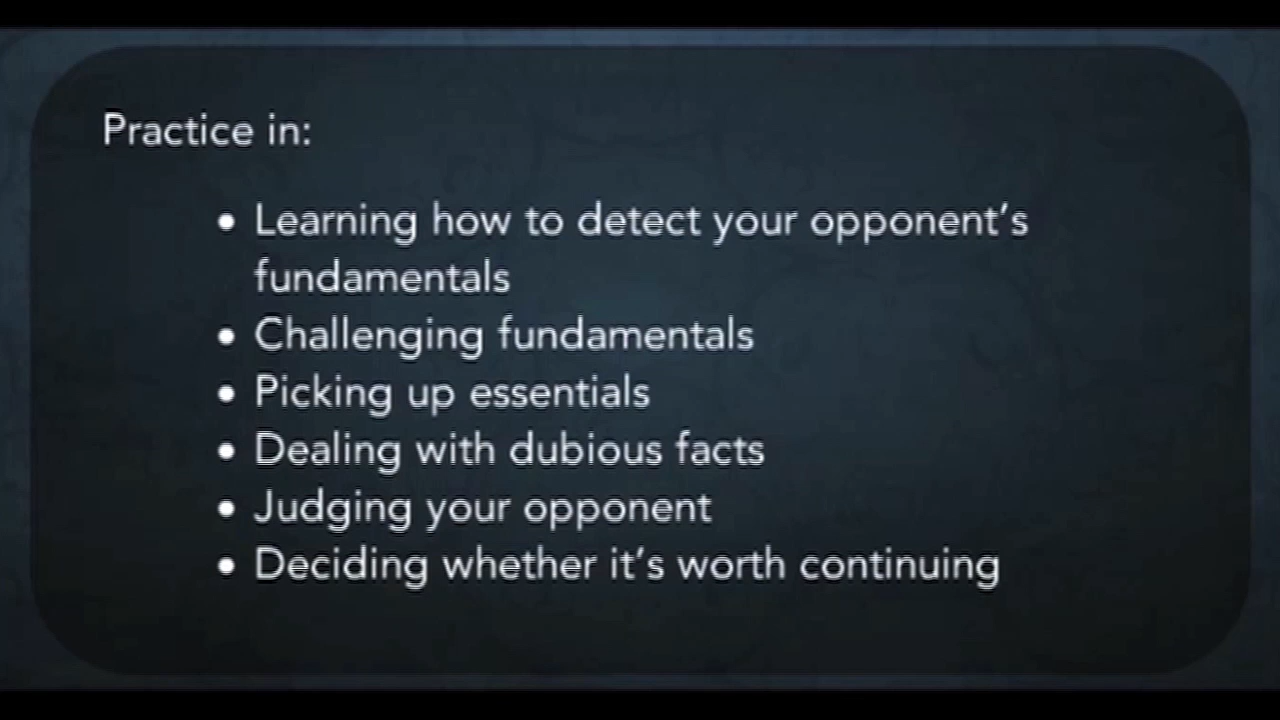 Practice in:
• Learning how to detect your opponent's
fundamentals
• Challenging fundamentals
• Picking up essentials
• Dealing with dubious facts
• Judging your opponent
• Deciding whether it's worth continuing